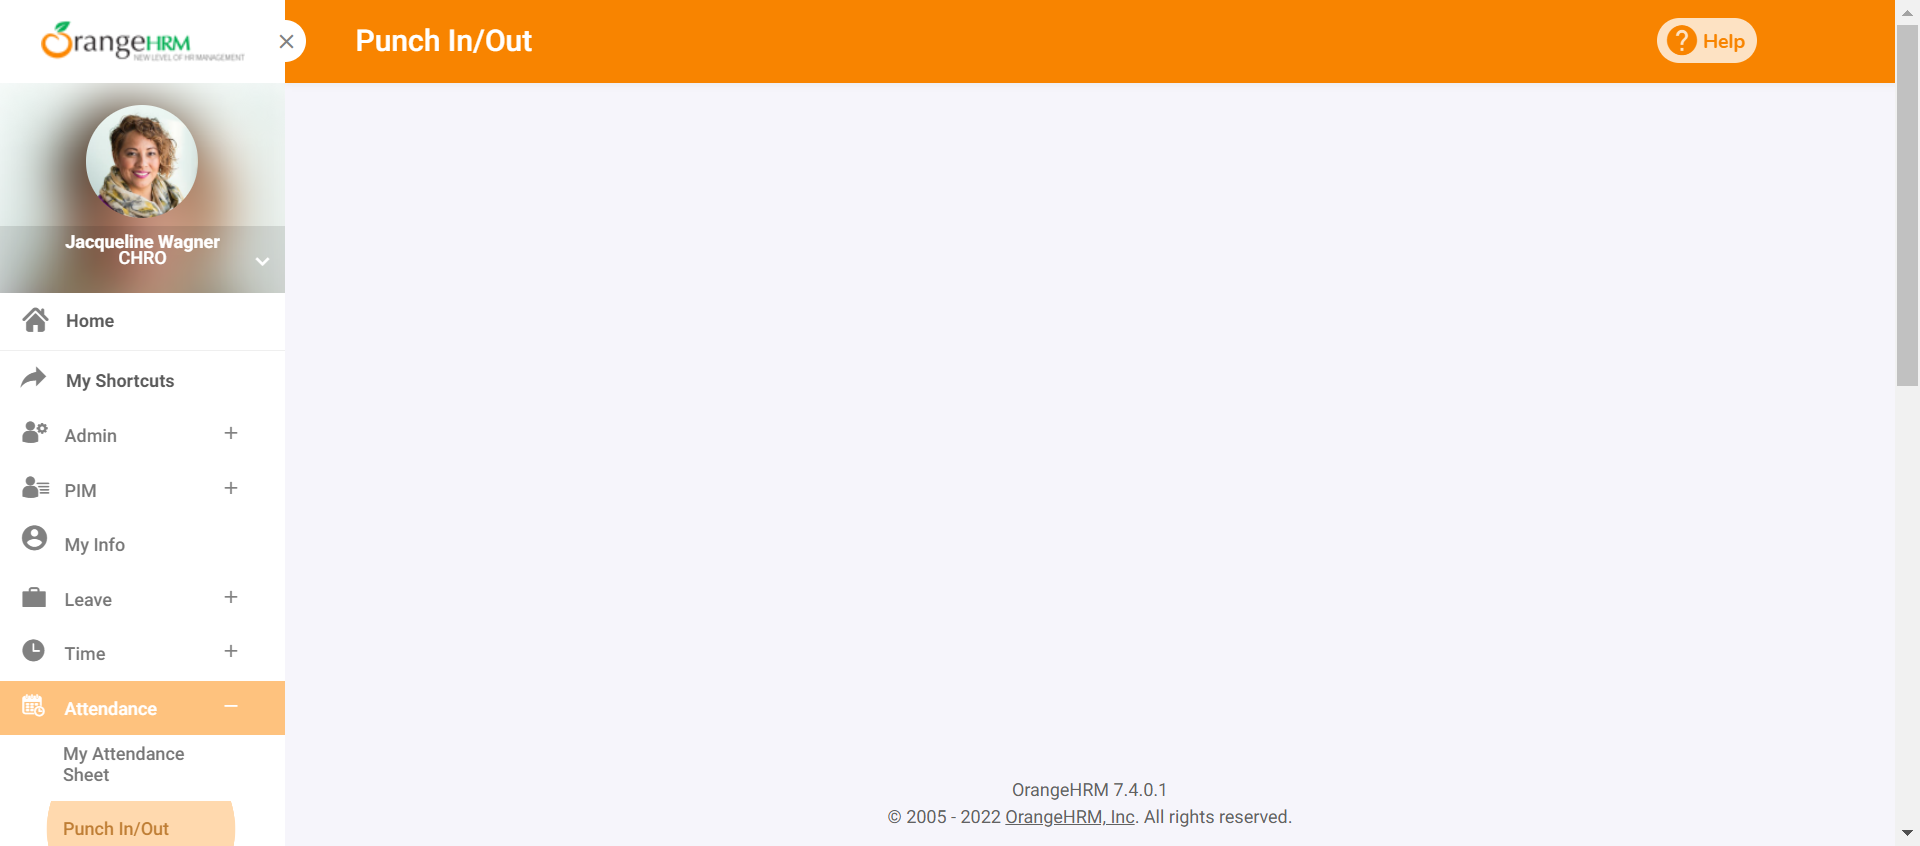 OrangeHRM
NEW LEVEL OF HR MANAGEMENT
Punch In/Out
? Help
Jacqueline Wagner
CHRO
Home
My Shortcuts
Admin
PIM
My Info
Leave
Time
Attendance
My Attendance
Sheet
Punch In/Out
OrangeHRM 7.4.0.1
© 2005 - 2022 OrangeHRM, Inc. All rights reserved.